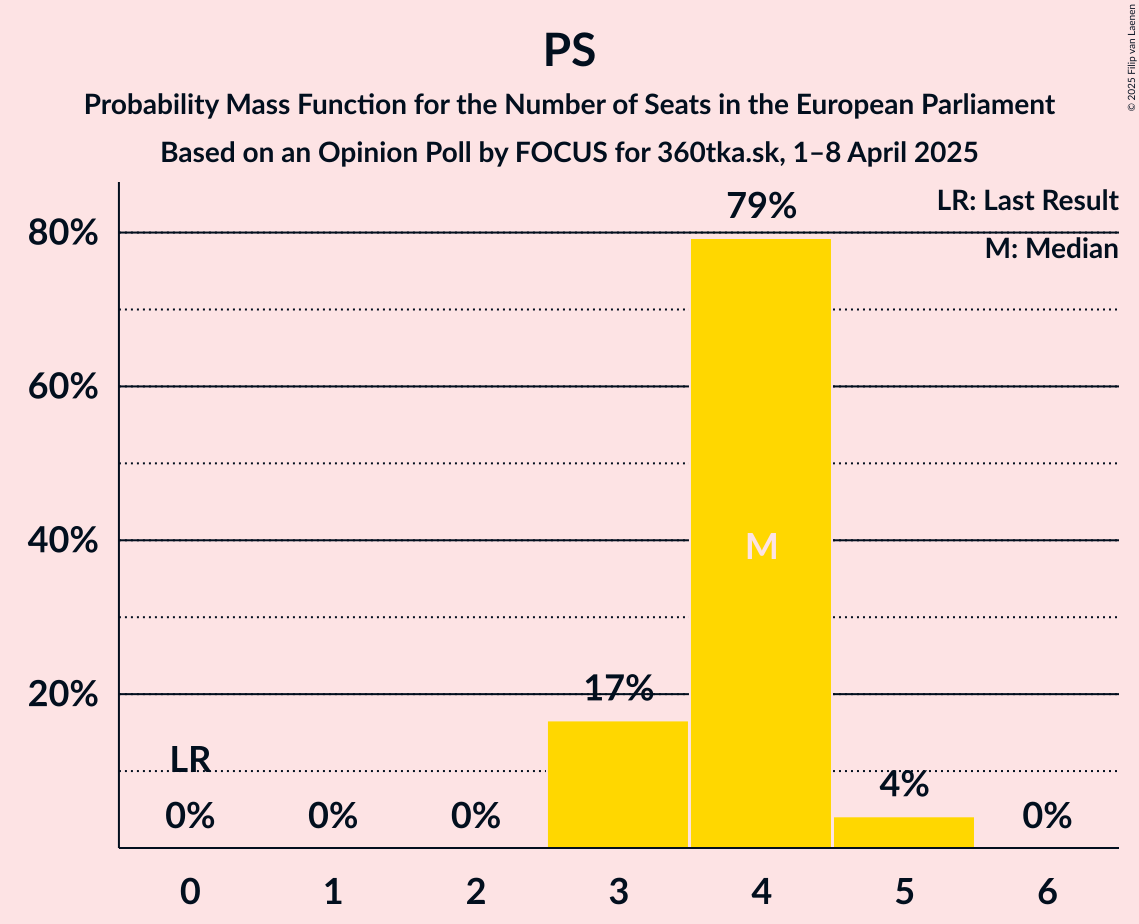 PS
Probability Mass Function for the Number of Seats in the European Parliament
Based on an Opinion Poll by FOCUS for 360tka.sk, 1–8 April 2025
© 2025 Filip van Laenen
LR: Last Result
M: Median
80%
60%
40%
20%
LR
0%
0%
0%
17%
79%
M
4%
0%
0 1 2 3 4 5 6